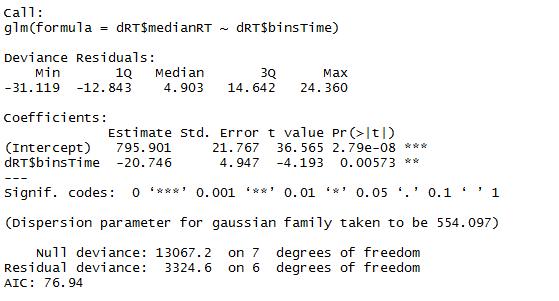 Call:
glm(formula = dRT$medianRT ~ dRT$binsTime)
Deviance Residuals:
Min 1Q Median 3Q Max
-31.119 -12.843 4.903 14.642 24.360
Coefficients:
Estimate Std. Error t value Pr(>|t|)
(Intercept) 795.901 21.767 36.565 2.79e-08 ***
dRT$binsTime -20.746 4.947 -4.193 0.00573 **
---
Signif. codes: 0 ‘***’ 0.001 ‘**’ 0.01 ‘*’ 0.05 ‘.’ 0.1 ‘ ’ 1
(Dispersion parameter for gaussian family taken to be 554.097)
Null deviance: 13067.2 on 7 degrees of freedom
Residual deviance: 3324.6 on 6 degrees of freedom
AIC: 76.94